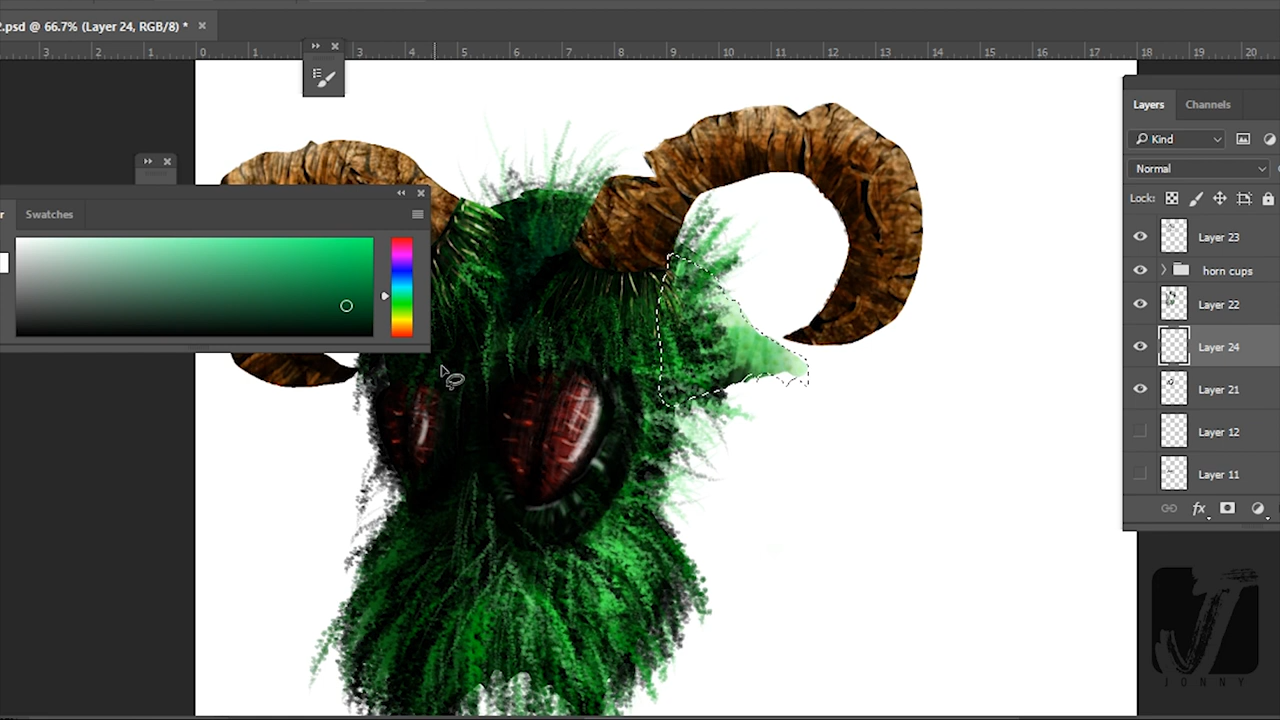 2.psd @ 66.7% (Layer 24, RGB/8) *
3 2 1 0 1 3 4 5 6 7 8 9 10 11 12 13 14 15 16 17 18 19 20
r Swatches
Layers Channels
Kind
Normal
Lock:
Layer 23
horn cups
Layer 22
Layer 24
Layer 21
Layer 12
Layer 11
fx
J
JONNY